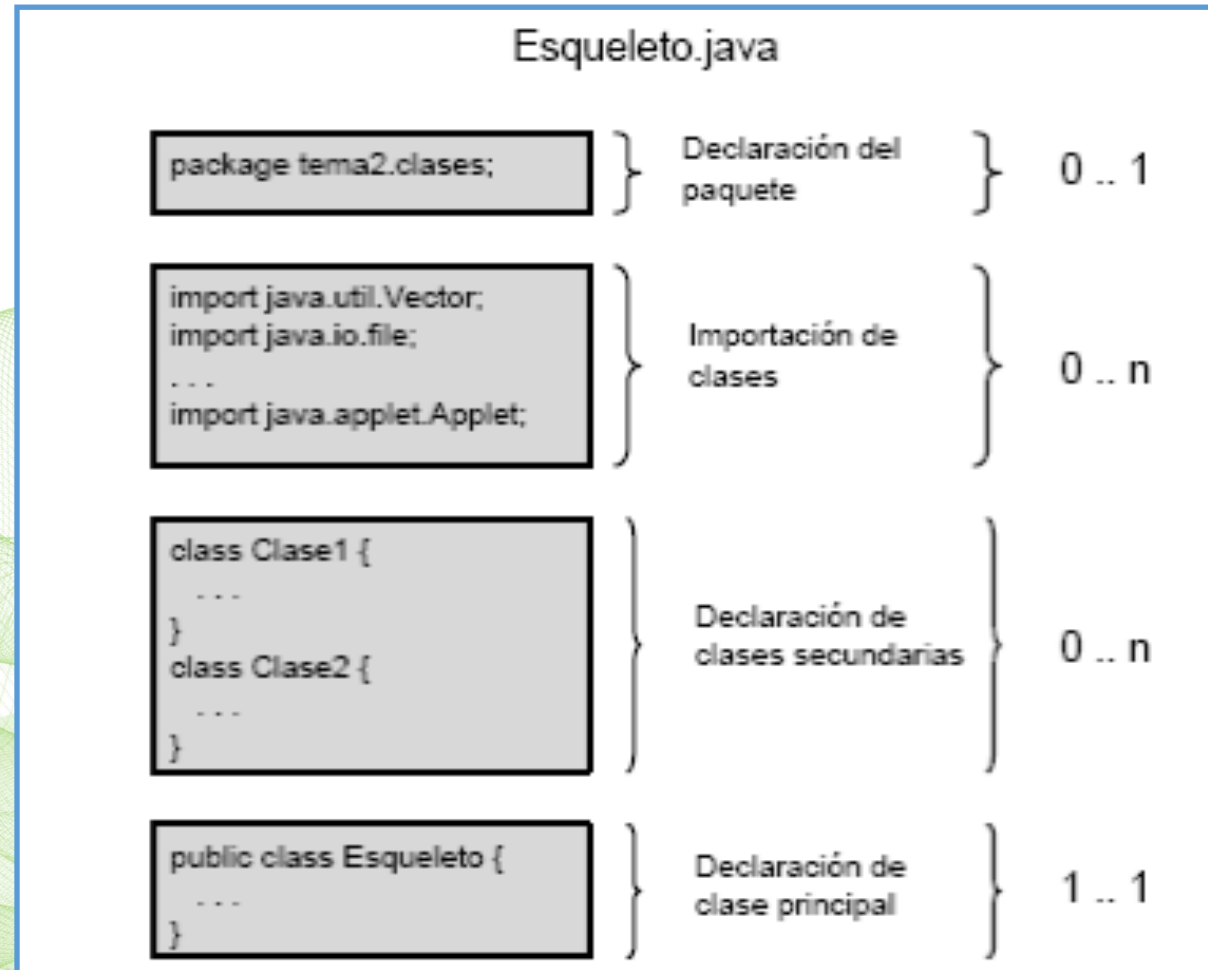 Esqueleto.java
package tema2.clases;
Declaración del
paquete
0 .. 1
import java.util.Vector;
import java.io.file;
. . .
import java.applet.Applet;
Importación de
clases
0 .. n
class Clase1 {
. . .
}
class Clase2 {
. . .
}
Declaración de
clases secundarias
0 .. n
public class Esqueleto {
. . .
}
Declaración de
clase principal
1 .. 1